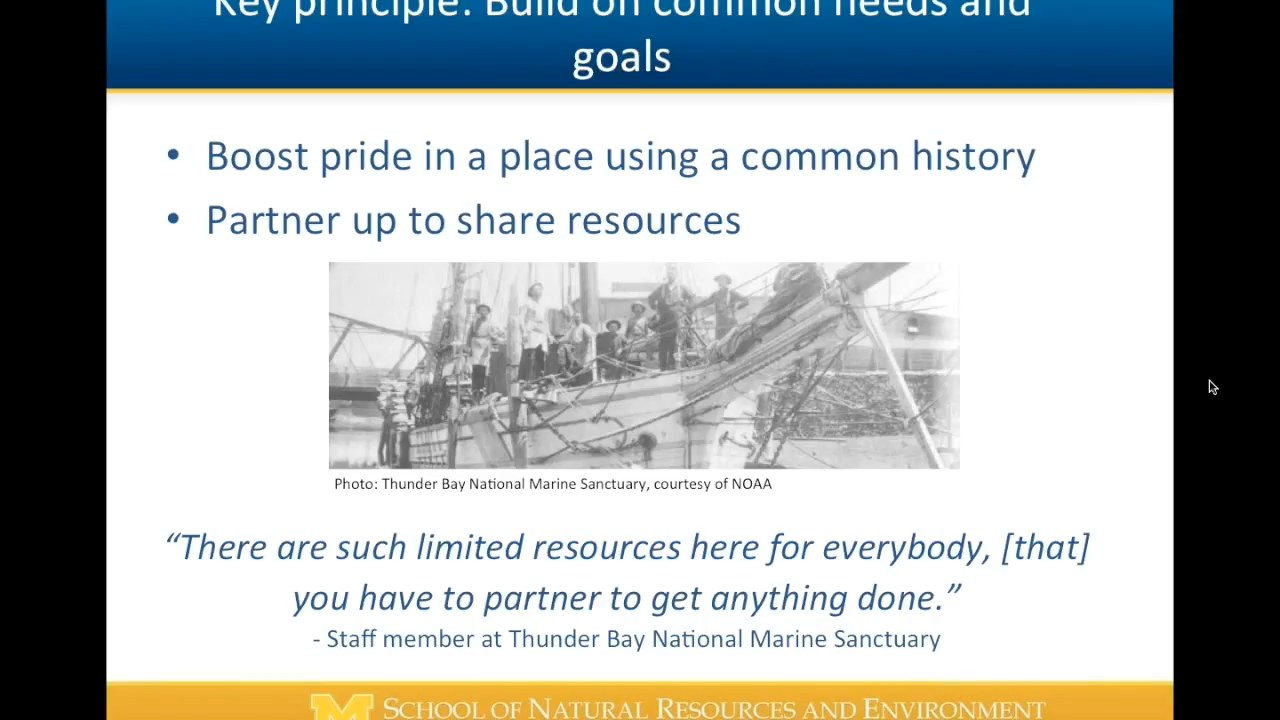 Key principle: Build on common needs and
goals
• Boost pride in a place using a common history
• Partner up to share resources
Photo: Thunder Bay National Marine Sanctuary, courtesy of NOAA
“There are such limited resources here for everybody, [that]
you have to partner to get anything done.”
- Staff member at Thunder Bay National Marine Sanctuary
M SCHOOL OF NATURAL RESOURCES AND ENVIRONMENT